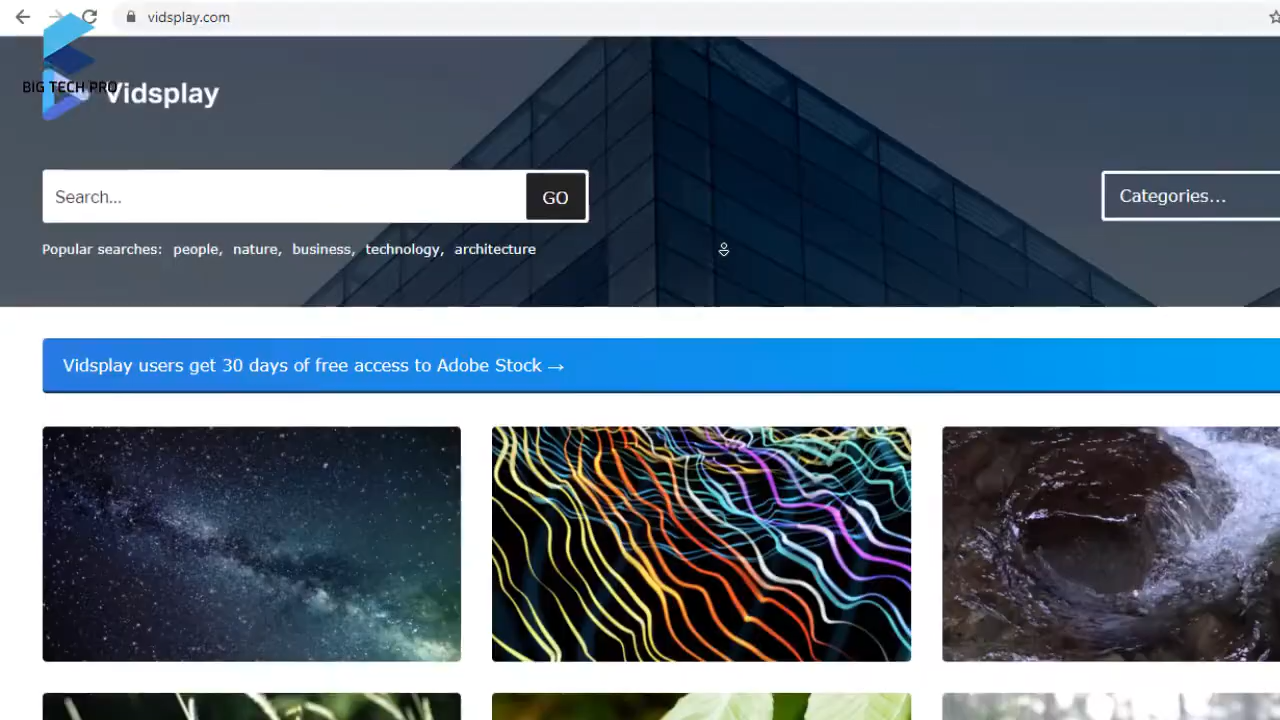 vidsplay.com
BIG TECH PRO
Vidsplay
Search...
GO
Categories...
Popular searches: people, nature, business, technology, architecture
Vidsplay users get 30 days of free access to Adobe Stock →